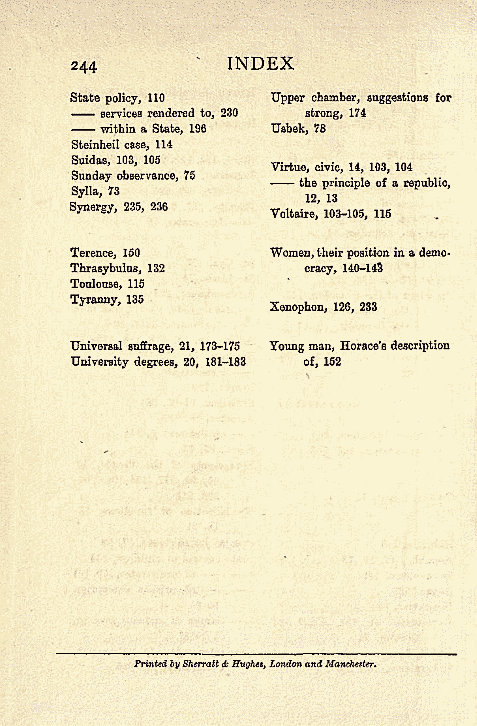 244 INDEX
State policy, 110
—— services rendered to, 230
—— within a State, 196
Steinheil case, 114
Suidas, 103, 105
Sunday observance, 75
Sylla, 73
Synergy, 235, 236
Terence, 150
Thrasybulus, 132
Toulouse, 115
Tyranny, 135
Universal suffrage, 21, 173–175
University degrees, 20, 181–183
Upper chamber, suggestions for
strong, 174
Usbek, 78
Virtue, civic, 14, 103, 104
—— the principle of a republic,
12, 13
Voltaire, 103–105, 115
Women, their position in a demo-
cracy, 140–143
Xenophon, 126, 233
Young man, Horace's description
of, 152
Printed by Sherratt & Hughes, London and Manchester.